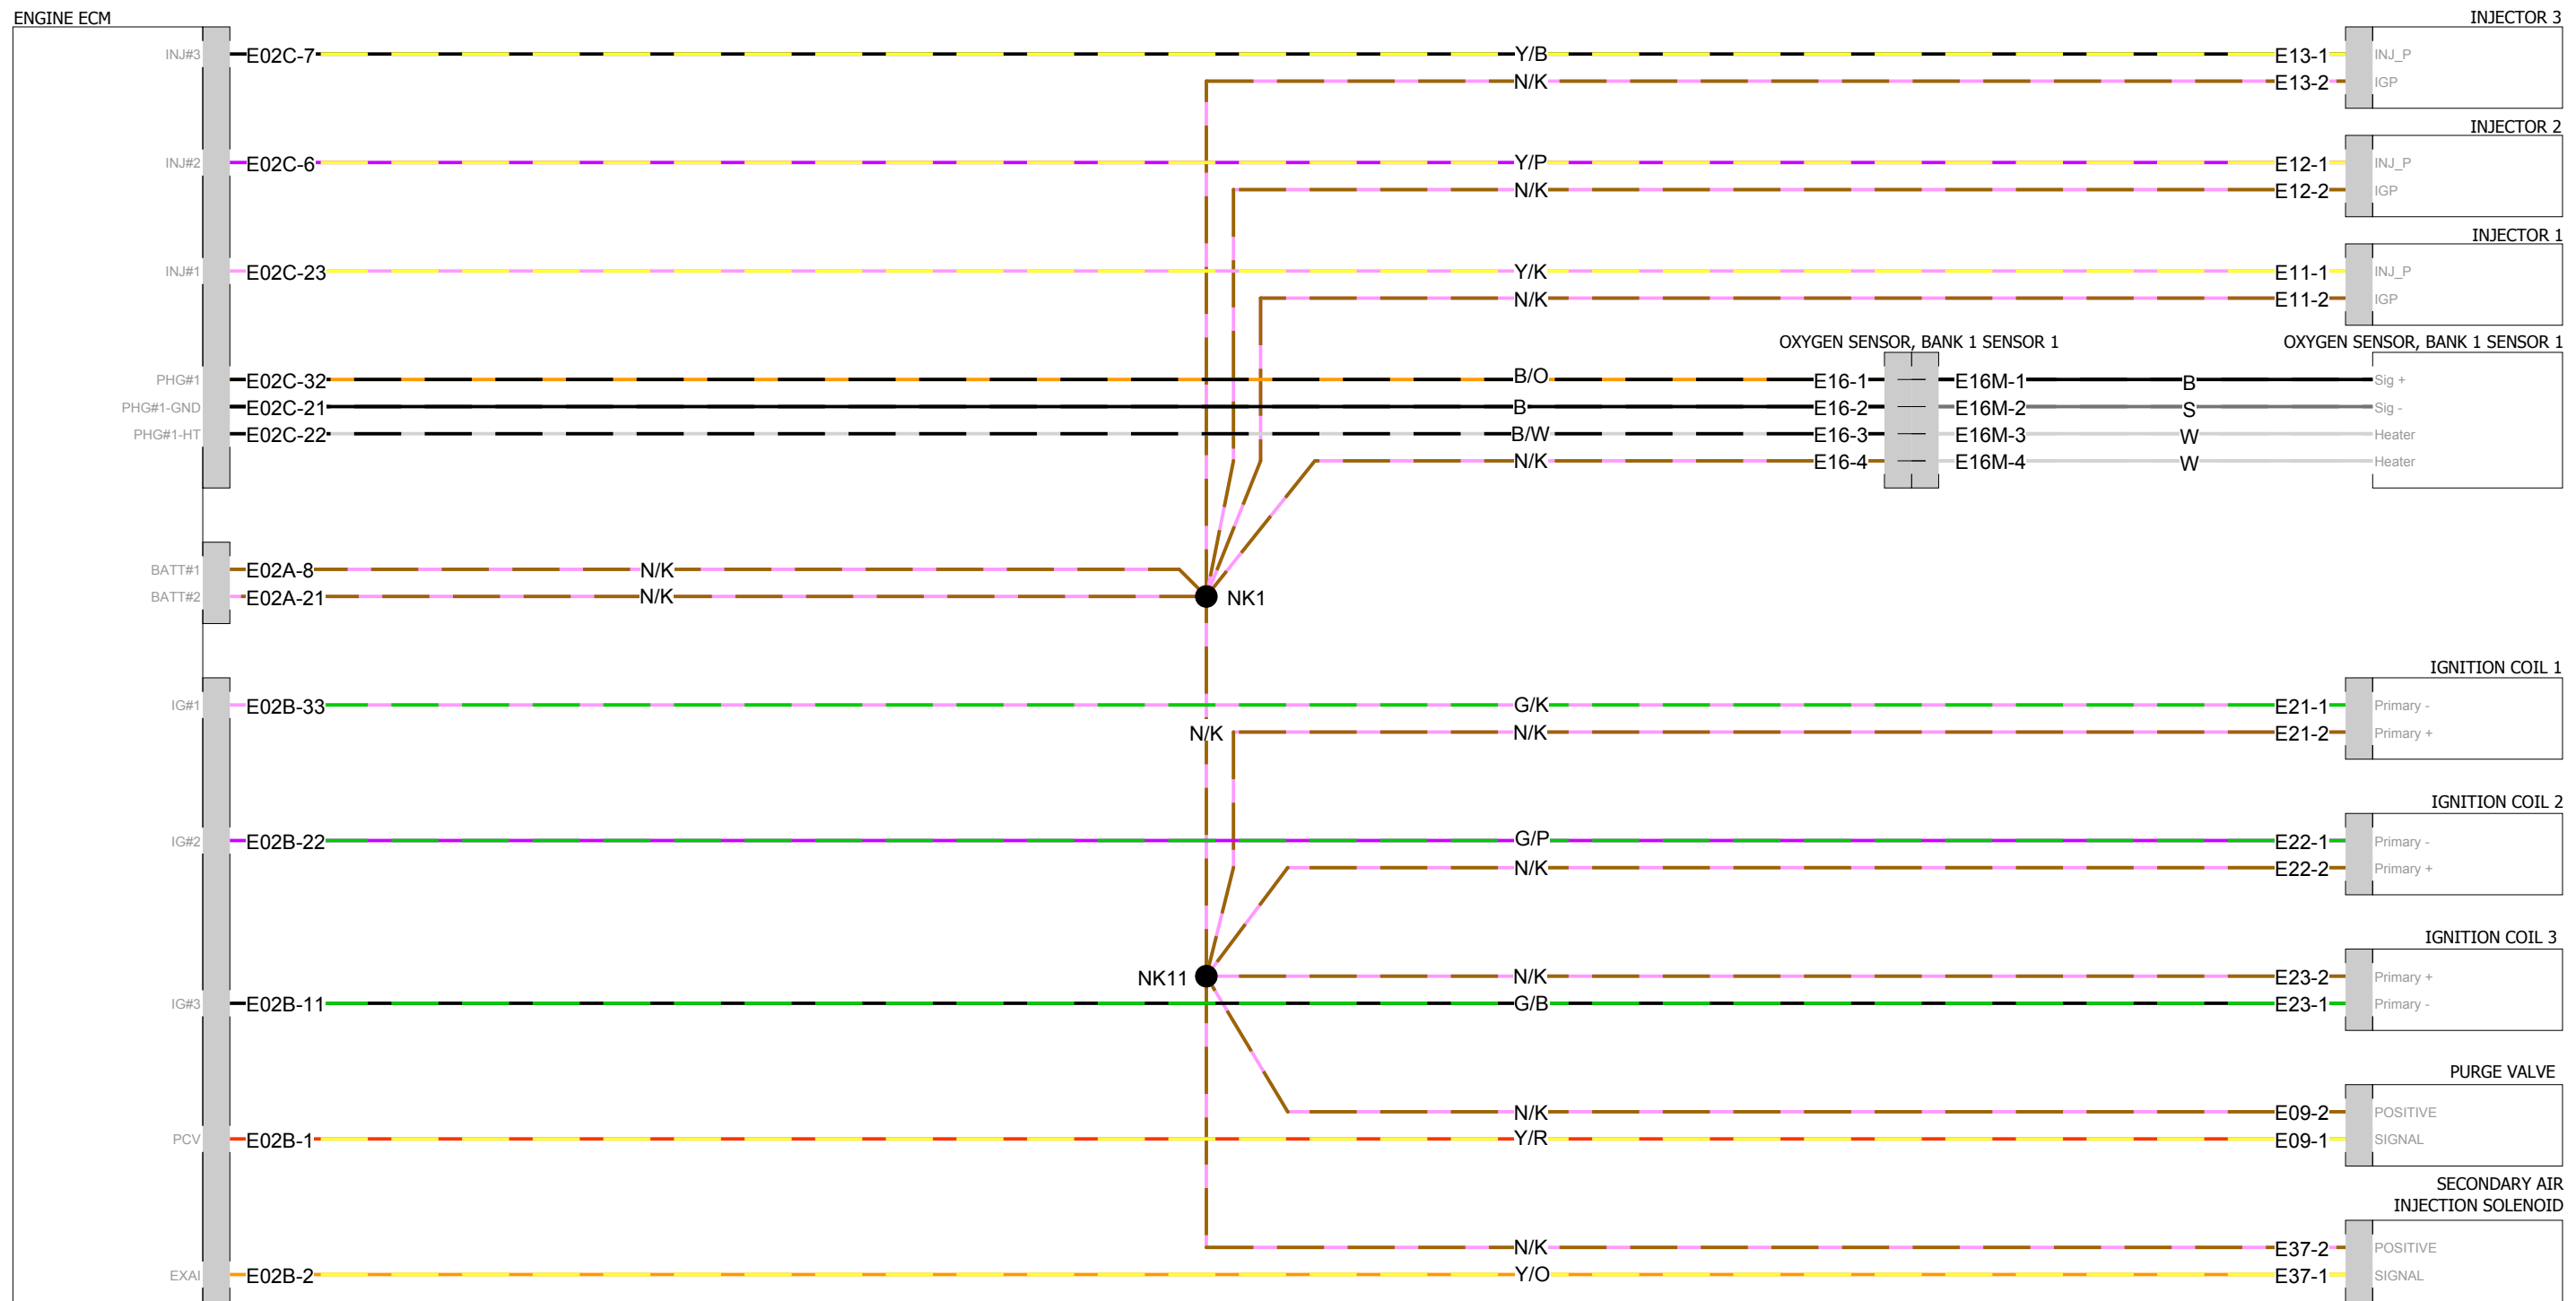 ENGINE ECM
INJECTOR 3
INJ#3 E02C-7 Y/B E13-1 INJ_P
N/K E13-2 IGP
INJECTOR 2
INJ#2 E02C-6 Y/P E12-1 INJ_P
N/K E12-2 IGP
INJECTOR 1
INJ#1 E02C-23 Y/K E11-1 INJ_P
N/K E11-2 IGP
OXYGEN SENSOR, BANK 1 SENSOR 1 OXYGEN SENSOR, BANK 1 SENSOR 1
PHG#1 E02C-32 B/O E16-1 E16M-1 B Sig +
PHG#1-GND E02C-21 B E16-2 E16M-2 S Sig -
PHG#1-HT E02C-22 B/W E16-3 E16M-3 W Heater
N/K E16-4 E16M-4 W Heater
BATT#1 E02A-8 N/K
BATT#2 E02A-21 N/K NK1
IGNITION COIL 1
IG#1 E02B-33 G/K E21-1 Primary -
N/K N/K E21-2 Primary +
IGNITION COIL 2
IG#2 E02B-22 G/P E22-1 Primary -
N/K E22-2 Primary +
IGNITION COIL 3
NK11 N/K E23-2 Primary +
IG#3 E02B-11 G/B E23-1 Primary -
PURGE VALVE
N/K E09-2 POSITIVE
PCV E02B-1 Y/R E09-1 SIGNAL
SECONDARY AIR
INJECTION SOLENOID
N/K E37-2 POSITIVE
EXAI E02B-2 Y/O E37-1 SIGNAL